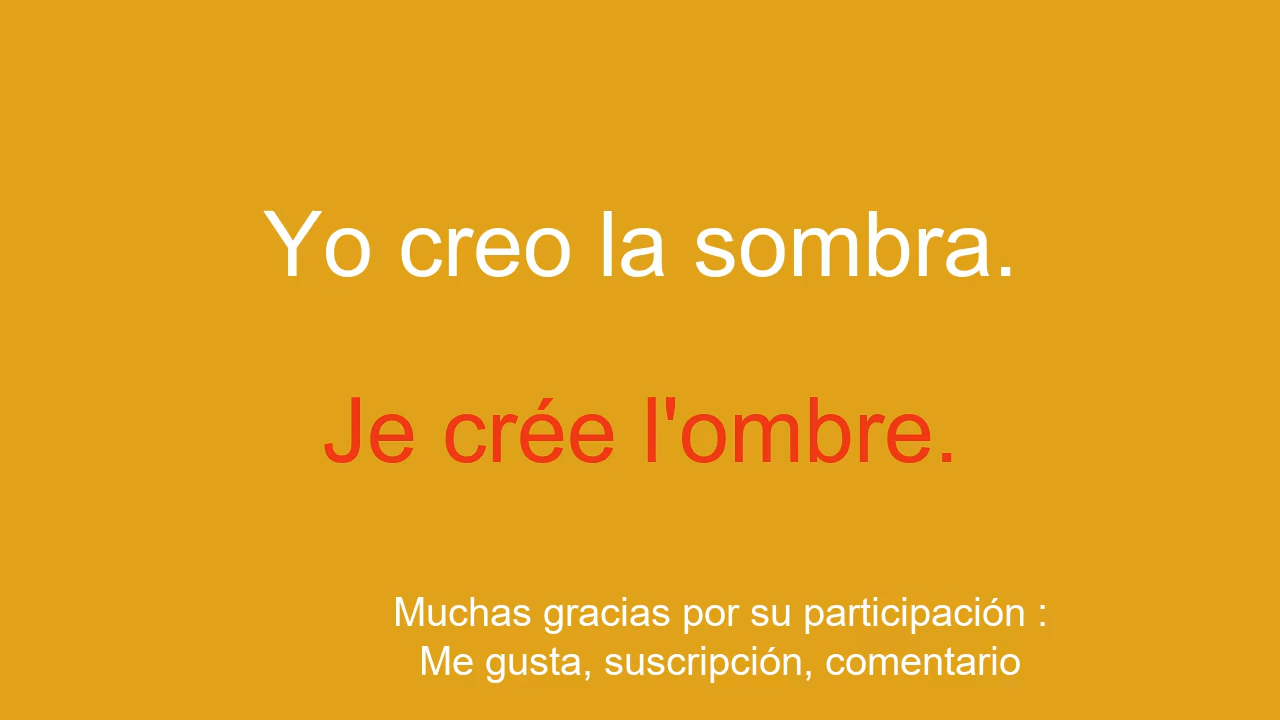 Yo creo la sombra.
Je crée l'ombre.
Muchas gracias por su participación :
Me gusta, suscripción, comentario